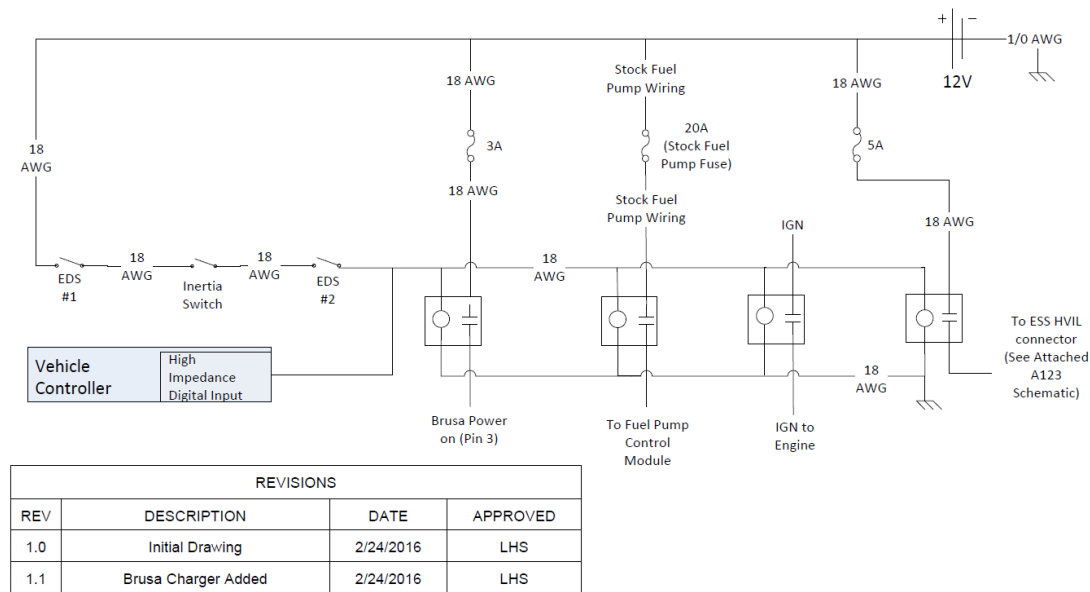 + −
1/0 AWG
12V
18 AWG
Stock Fuel
Pump Wiring
18 AWG
18
AWG
3A
20A
(Stock Fuel
Pump Fuse)
5A
18 AWG
Stock Fuel
Pump Wiring
IGN
18 AWG
EDS
#1
18
AWG
Inertia
Switch
18
AWG
EDS
#2
18
AWG
Vehicle
Controller
High
Impedance
Digital Input
18
AWG
To ESS HVIL
connector
(See Attached
A123
Schematic)
Brusa Power
on (Pin 3)
To Fuel Pump
Control
Module
IGN to
Engine
REVISIONS
REV DESCRIPTION DATE APPROVED
1.0 Initial Drawing 2/24/2016 LHS
1.1 Brusa Charger Added 2/24/2016 LHS